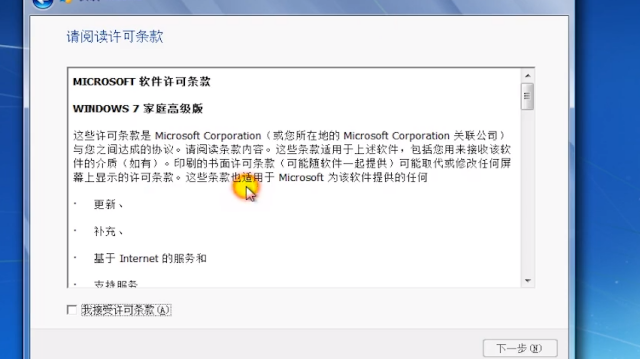 请阅读许可条款
MICROSOFT 软件许可条款
WINDOWS 7 家庭高级版
这些许可条款是 Microsoft Corporation（或您所在地的 Microsoft Corporation 关联公司）
与您之间达成的协议。请阅读条款内容。这些条款适用于上述软件，包括您用来接收该软
件的介质（如有）。印刷的书面许可条款（可能随软件一起提供）可能取代或修改任何屏
幕上显示的许可条款。这些条款也适用于 Microsoft 为该软件提供的任何
· 更新、
· 补充、
· 基于 Internet 的服务和
· 支持服务
我接受许可条款(A)
下一步(N)